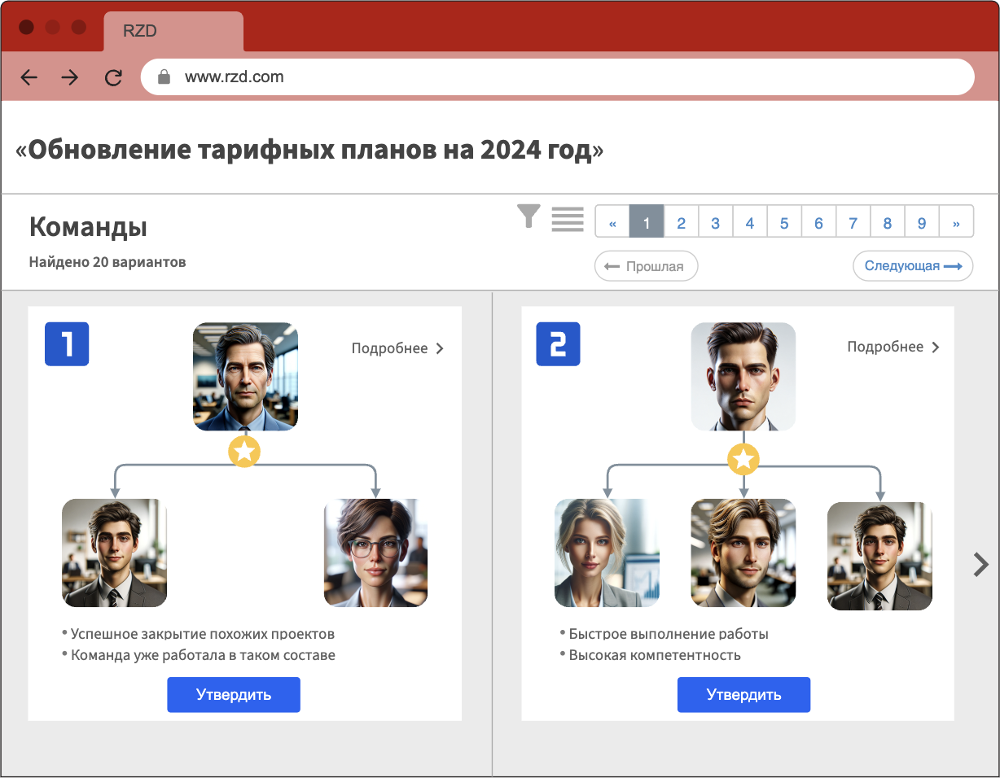 RZD
www.rzd.com
«Обновление тарифных планов на 2024 год»
Команды
Найдено 20 вариантов
« 1 2 3 4 5 6 7 8 9 »
Прошлая
Следующая
1
Подробнее
• Успешное закрытие похожих проектов
• Команда уже работала в таком составе
Утвердить
2
Подробнее
• Быстрое выполнение работы
• Высокая компетентность
Утвердить